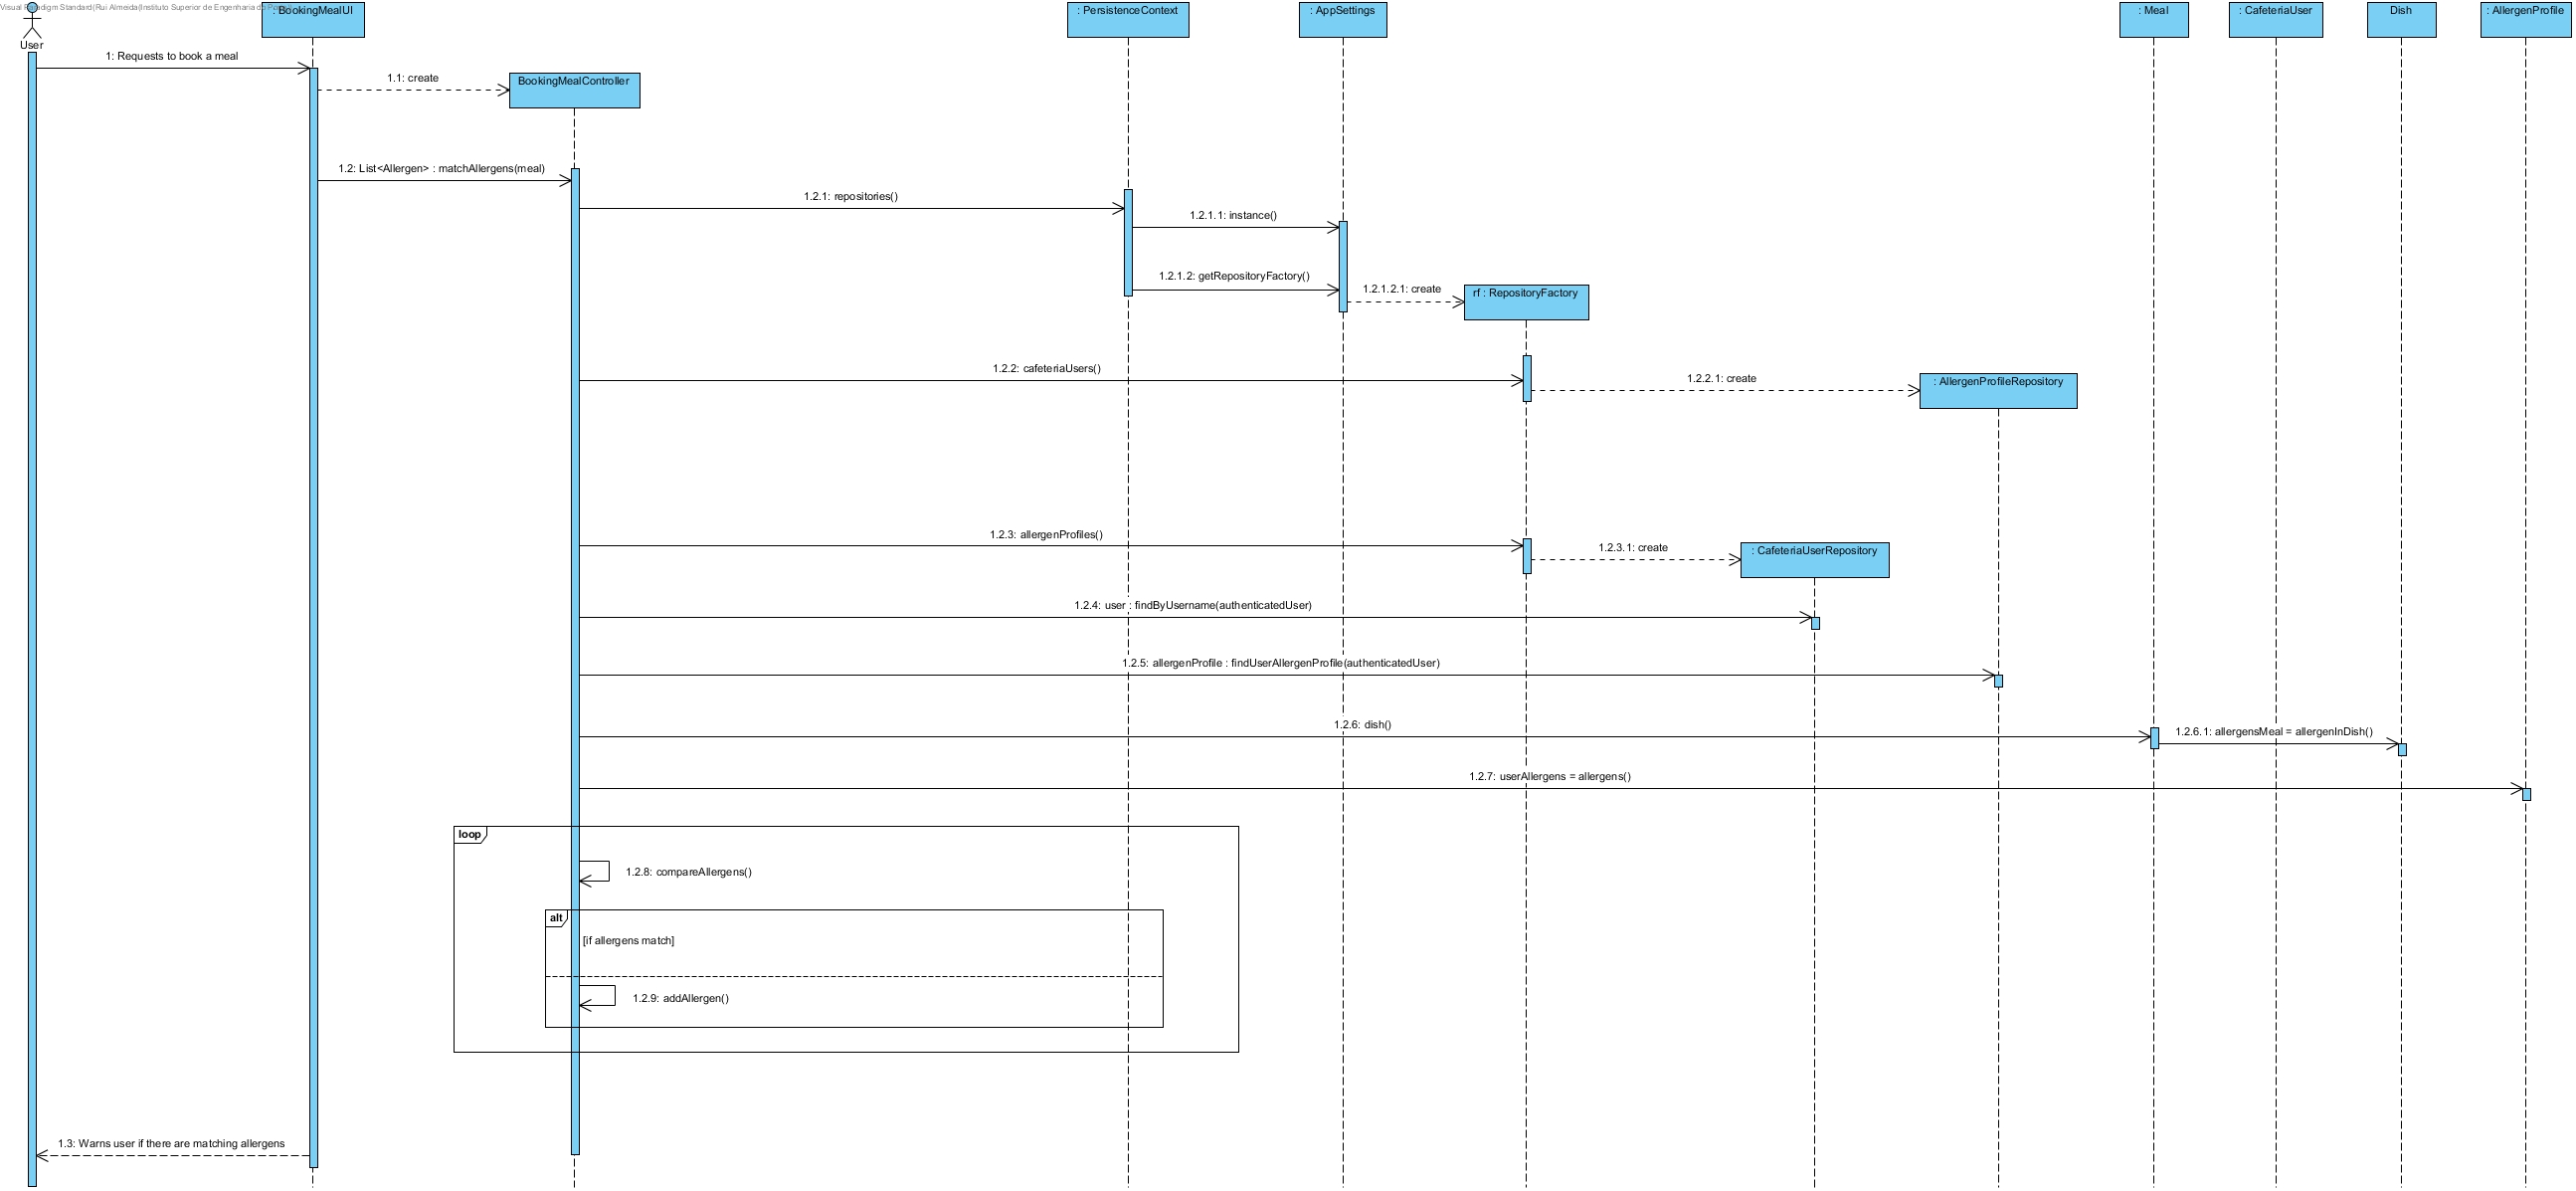 Visual Paradigm Standard(Rui Almeida(Instituto Superior de Engenharia do
: BookingMealUI
: PersistenceContext
: AppSettings
: Meal
: CafeteriaUser
Dish
: AllergenProfile
User
1: Requests to book a meal
1.1: create
BookingMealController
1.2: List<Allergen> : matchAllergens(meal)
1.2.1: repositories()
1.2.1.1: instance()
1.2.1.2: getRepositoryFactory()
1.2.1.2.1: create
rf : RepositoryFactory
1.2.2: cafeteriaUsers()
1.2.2.1: create
: AllergenProfileRepository
1.2.3: allergenProfiles()
1.2.3.1: create
: CafeteriaUserRepository
1.2.4: user : findByUsername(authenticatedUser)
1.2.5: allergenProfile : findUserAllergenProfile(authenticatedUser)
1.2.6: dish()
1.2.6.1: allergensMeal = allergenInDish()
1.2.7: userAllergens = allergens()
loop
1.2.8: compareAllergens()
alt
[if allergens match]
1.2.9: addAllergen()
1.3: Warns user if there are matching allergens